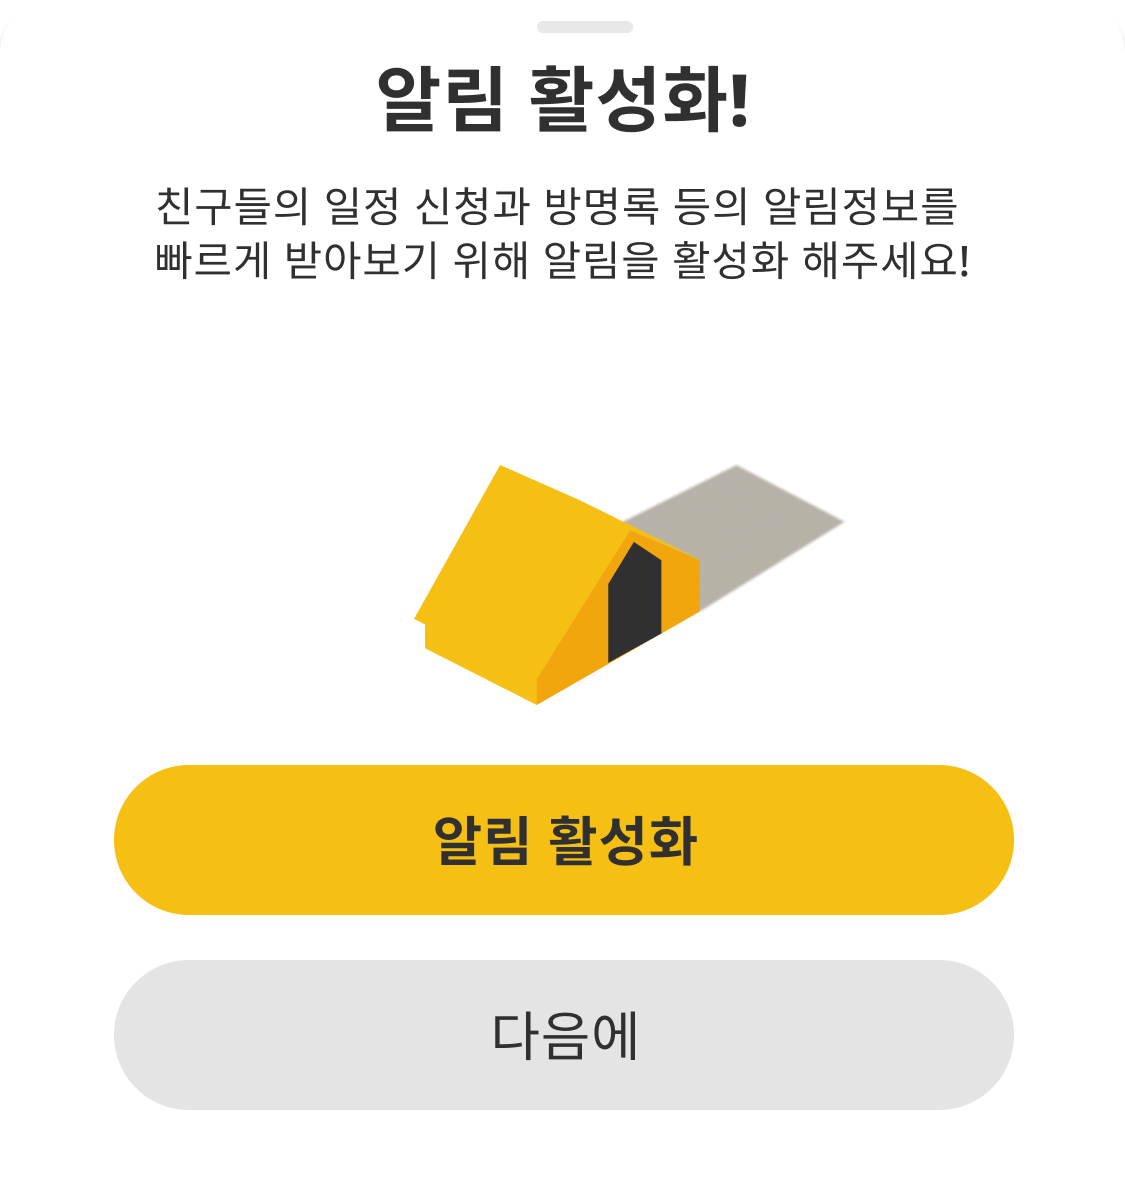 알림 활성화!
친구들의 일정 신청과 방명록 등의 알림정보를
빠르게 받아보기 위해 알림을 활성화 해주세요!
알림 활성화
다음에